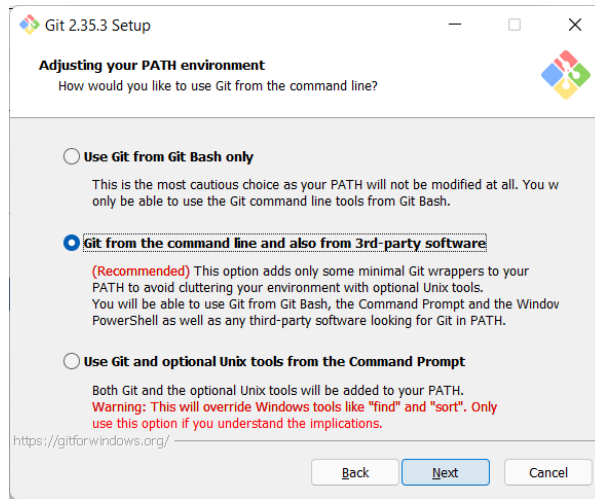 Git 2.35.3 Setup
Adjusting your PATH environment
How would you like to use Git from the command line?
Use Git from Git Bash only
This is the most cautious choice as your PATH will not be modified at all. You w
only be able to use the Git command line tools from Git Bash.
Git from the command line and also from 3rd-party software
(Recommended) This option adds only some minimal Git wrappers to your
PATH to avoid cluttering your environment with optional Unix tools.
You will be able to use Git from Git Bash, the Command Prompt and the Window
PowerShell as well as any third-party software looking for Git in PATH.
Use Git and optional Unix tools from the Command Prompt
Both Git and the optional Unix tools will be added to your PATH.
Warning: This will override Windows tools like "find" and "sort". Only
use this option if you understand the implications.
https://gitforwindows.org/
Back Next Cancel